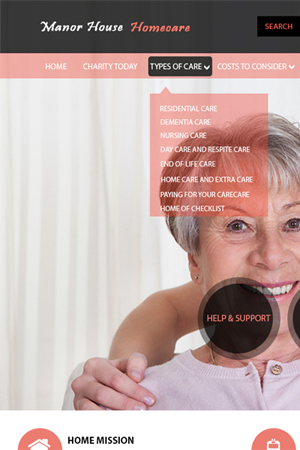 Manor House Homecare
SEARCH
HOME CHARITY TODAY TYPES OF CARE COSTS TO CONSIDER
RESIDENTIAL CARE
DEMENTIA CARE
NURSING CARE
DAY CARE AND RESPITE CARE
END OF LIFE CARE
HOME CARE AND EXTRA CARE
PAYING FOR YOUR CARECARE
HOME OF CHECKLIST
HELP & SUPPORT
HOME MISSION